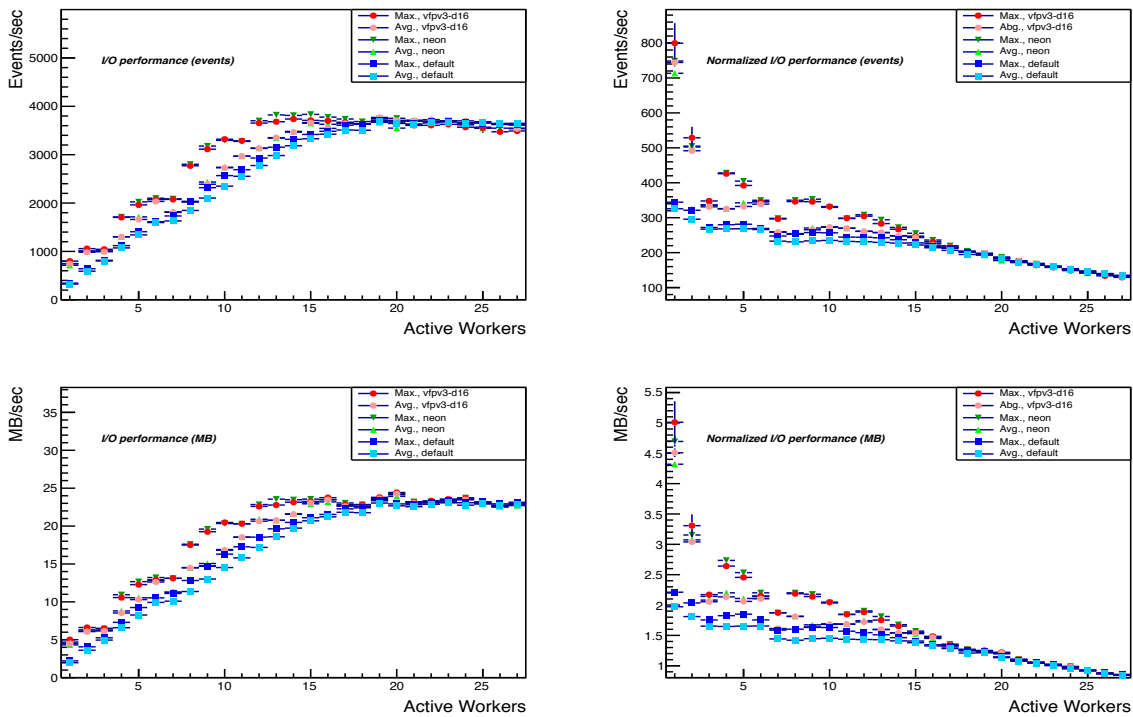 Events/sec
I/O performance (events)
Max., vfpv3-d16
Avg., vfpv3-d16
Max., neon
Avg., neon
Max., default
Avg., default
5000
4000
3000
2000
1000
0
5 10 15 20 25
Active Workers
Events/sec
Normalized I/O performance (events)
Max., vfpv3-d16
Abg., vfpv3-d16
Max., neon
Avg., neon
Max., default
Avg., default
800
700
600
500
400
300
200
100
5 10 15 20 25
Active Workers
MB/sec
I/O performance (MB)
Max., vfpv3-d16
Avg., vfpv3-d16
Max., neon
Avg., neon
Max., default
Avg., default
35
30
25
20
15
10
5
0
5 10 15 20 25
Active Workers
MB/sec
Normalized I/O performance (MB)
Max., vfpv3-d16
Abg., vfpv3-d16
Max., neon
Avg., neon
Max., default
Avg., default
5.5
5
4.5
4
3.5
3
2.5
2
1.5
1
5 10 15 20 25
Active Workers